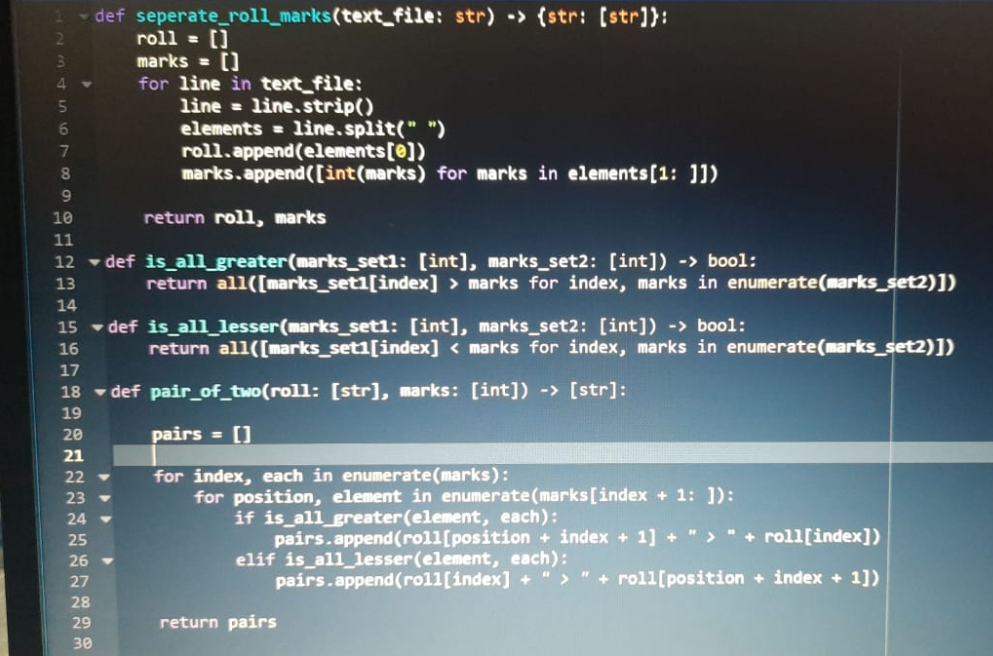 1 def seperate_roll_marks(text_file: str) -> {str: [str]}:
2     roll = []
3     marks = []
4     for line in text_file:
5         line = line.strip()
6         elements = line.split(" ")
7         roll.append(elements[0])
8         marks.append([int(marks) for marks in elements[1: ]])
9
10     return roll, marks
11
12 def is_all_greater(marks_set1: [int], marks_set2: [int]) -> bool:
13     return all([marks_set1[index] > marks for index, marks in enumerate(marks_set2)])
14
15 def is_all_lesser(marks_set1: [int], marks_set2: [int]) -> bool:
16     return all([marks_set1[index] < marks for index, marks in enumerate(marks_set2)])
17
18 def pair_of_two(roll: [str], marks: [int]) -> [str]:
19
20     pairs = []
21
22     for index, each in enumerate(marks):
23         for position, element in enumerate(marks[index + 1: ]):
24             if is_all_greater(element, each):
25                 pairs.append(roll[position + index + 1] + " > " + roll[index])
26             elif is_all_lesser(element, each):
27                 pairs.append(roll[index] + " > " + roll[position + index + 1])
28
29     return pairs
30